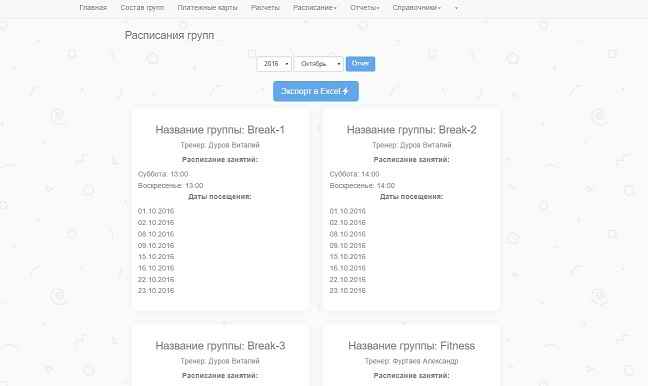 Главная Состав групп Платежные карты Расчеты Расписание Отчеты Справочники
Расписания групп
2016 Октябрь Отчет
Экспорт в Excel
Название группы: Break-1
Тренер: Дуров Виталий
Расписание занятий:
Суббота: 13:00
Воскресенье: 13:00
Даты посещения:
01.10.2016
02.10.2016
08.10.2016
09.10.2016
15.10.2016
16.10.2016
22.10.2016
23.10.2016
Название группы: Break-2
Тренер: Дуров Виталий
Расписание занятий:
Суббота: 14:00
Воскресенье: 14:00
Даты посещения:
01.10.2016
02.10.2016
08.10.2016
09.10.2016
15.10.2016
16.10.2016
22.10.2016
23.10.2016
Название группы: Break-3
Тренер: Дуров Виталий
Расписание занятий:
Название группы: Fitness
Тренер: Фуртаев Александр
Расписание занятий: